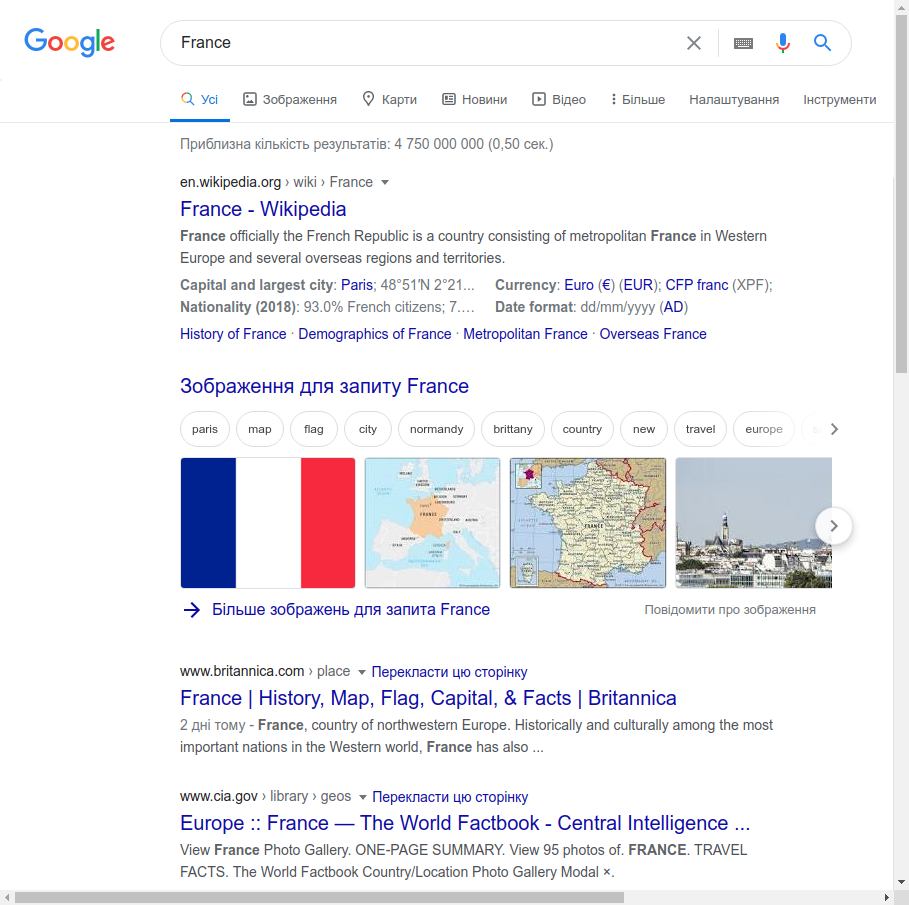 Google
France
Усі
Зображення
Карти
Новини
Відео
Більше
Налаштування
Інструменти
Приблизна кількість результатів: 4 750 000 000 (0,50 сек.)
en.wikipedia.org › wiki › France
France - Wikipedia
France officially the French Republic is a country consisting of metropolitan France in Western
Europe and several overseas regions and territories.
Capital and largest city: Paris; 48°51′N 2°21... Currency: Euro (€) (EUR); CFP franc (XPF);
Nationality (2018): 93.0% French citizens; 7.… Date format: dd/mm/yyyy (AD)
History of France · Demographics of France · Metropolitan France · Overseas France
Зображення для запиту France
paris
map
flag
city
normandy
brittany
country
new
travel
europe
FRANCE
FRANCE
Більше зображень для запита France
Повідомити про зображення
www.britannica.com › place Перекласти цю сторінку
France | History, Map, Flag, Capital, & Facts | Britannica
2 дні тому - France, country of northwestern Europe. Historically and culturally among the most
important nations in the Western world, France has also ...
www.cia.gov › library › geos Перекласти цю сторінку
Europe :: France — The World Factbook - Central Intelligence ...
View France Photo Gallery. ONE-PAGE SUMMARY. View 95 photos of. FRANCE. TRAVEL
FACTS. The World Factbook Country/Location Photo Gallery Modal ×.